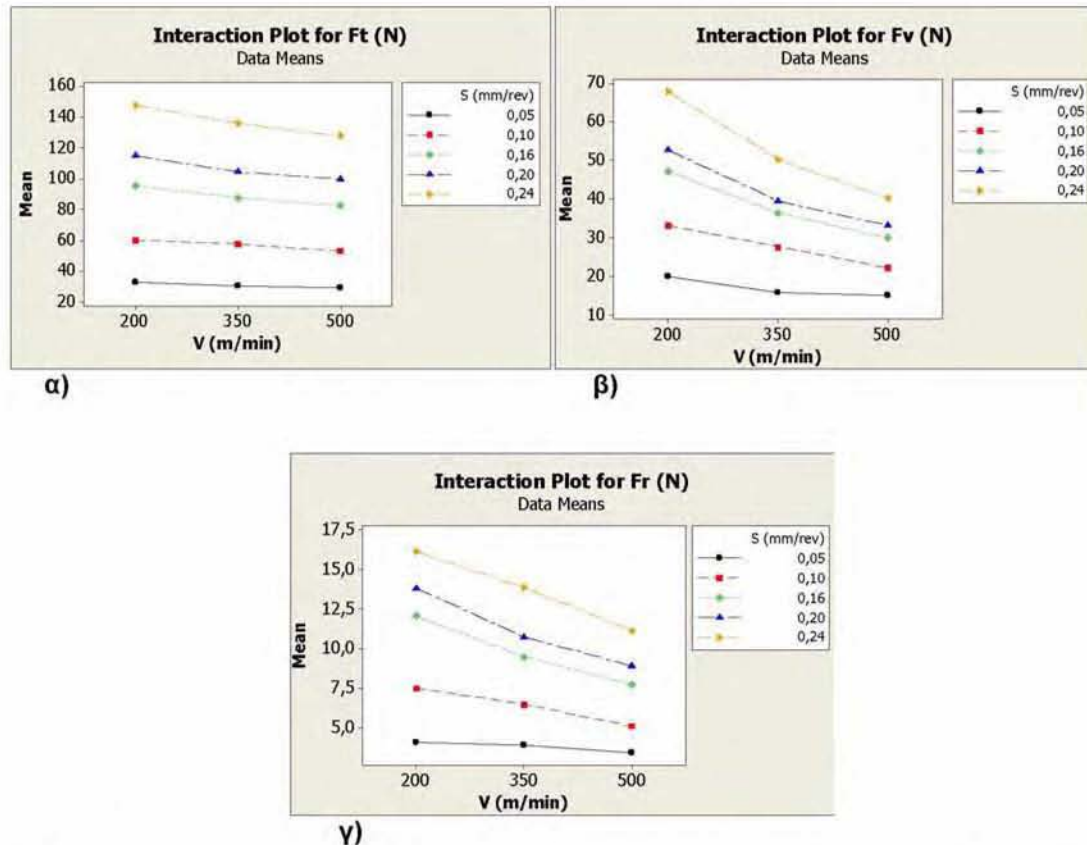 Interaction Plot for Ft (N)
Data Means
160
140
120
100
80
60
40
20
Mean
200
350
500
V (m/min)
S (mm/rev)
0,05
0,10
0,16
0,20
0,24
α)
Interaction Plot for Fv (N)
Data Means
70
60
50
40
30
20
10
Mean
200
350
500
V (m/min)
S (mm/rev)
0,05
0,10
0,16
0,20
0,24
β)
Interaction Plot for Fr (N)
Data Means
17,5
15,0
12,5
10,0
7,5
5,0
Mean
200
350
500
V (m/min)
S (mm/rev)
0,05
0,10
0,16
0,20
0,24
γ)